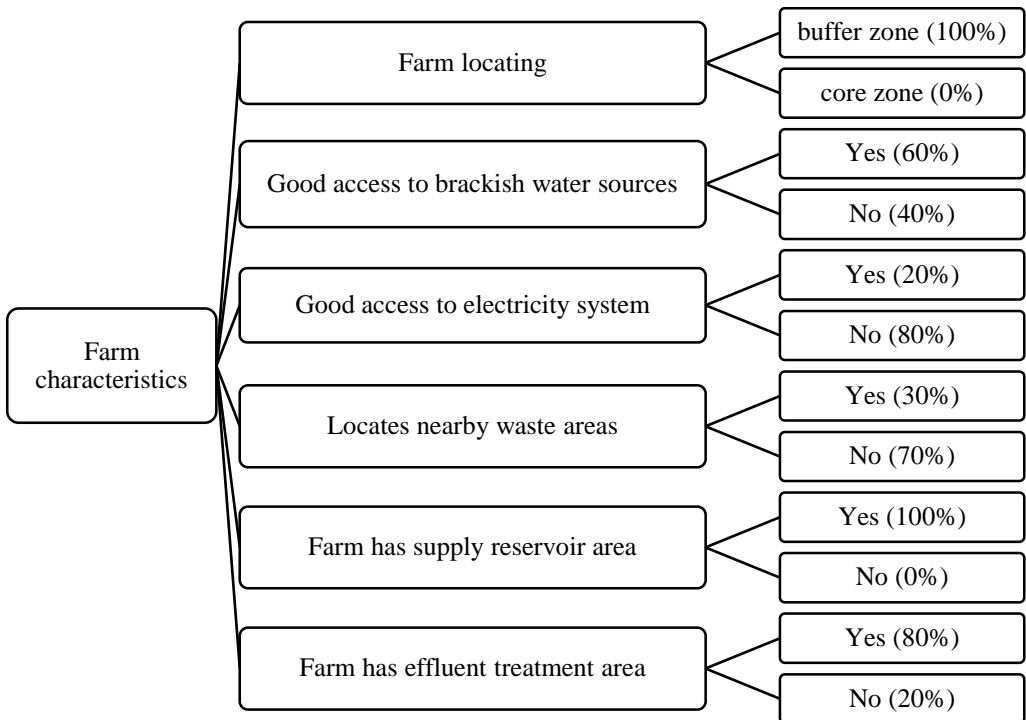 Farm
characteristics
Farm locating
buffer zone (100%)
core zone (0%)
Good access to brackish water sources
Yes (60%)
No (40%)
Good access to electricity system
Yes (20%)
No (80%)
Locates nearby waste areas
Yes (30%)
No (70%)
Farm has supply reservoir area
Yes (100%)
No (0%)
Farm has effluent treatment area
Yes (80%)
No (20%)